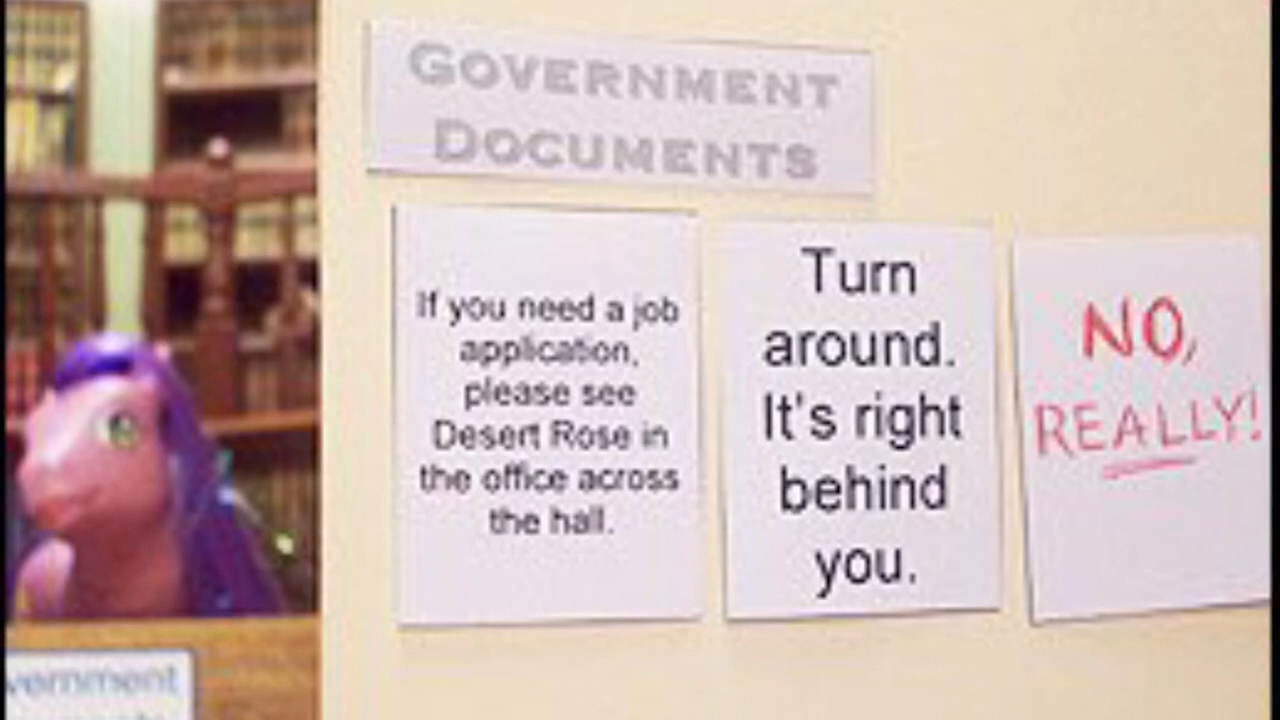 GOVERNMENT
DOCUMENTS
If you need a job
application,
please see
Desert Rose in
the office across
the hall.
Turn
around.
It's right
behind
you.
NO,
REALLY!
vernment